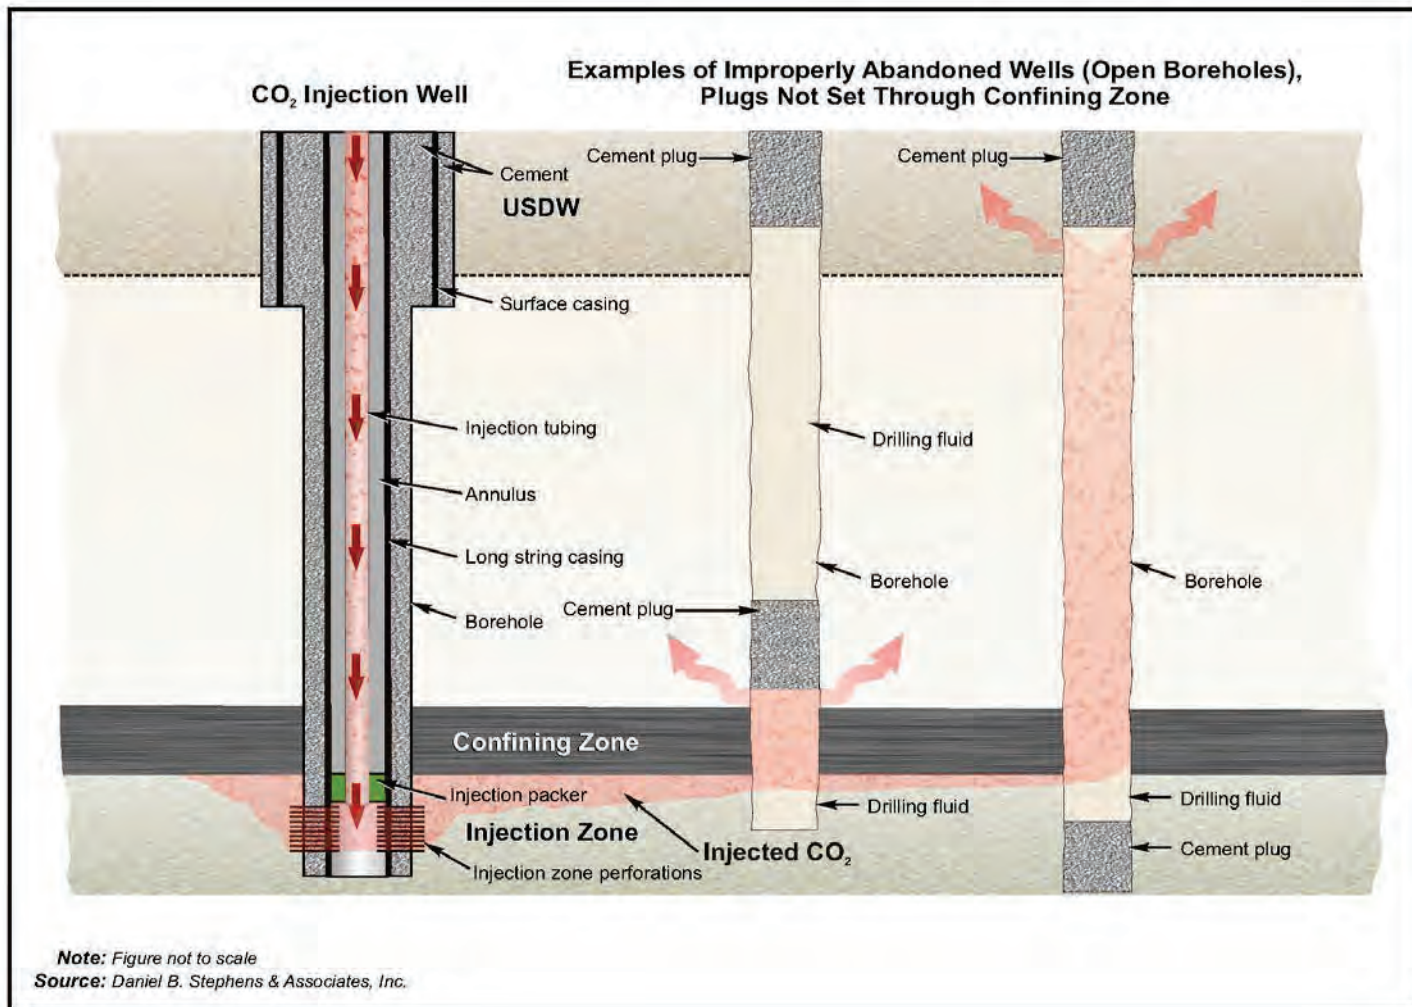 Examples of Improperly Abandoned Wells (Open Boreholes),
Plugs Not Set Through Confining Zone
CO₂ Injection Well
Cement plug
Cement plug
Cement
USDW
Surface casing
Injection tubing
Drilling fluid
Annulus
Long string casing
Borehole
Borehole
Cement plug
Borehole
Confining Zone
Injection packer
Drilling fluid
Drilling fluid
Injection Zone
Injected CO₂
Cement plug
Injection zone perforations
Note: Figure not to scale
Source: Daniel B. Stephens & Associates, Inc.